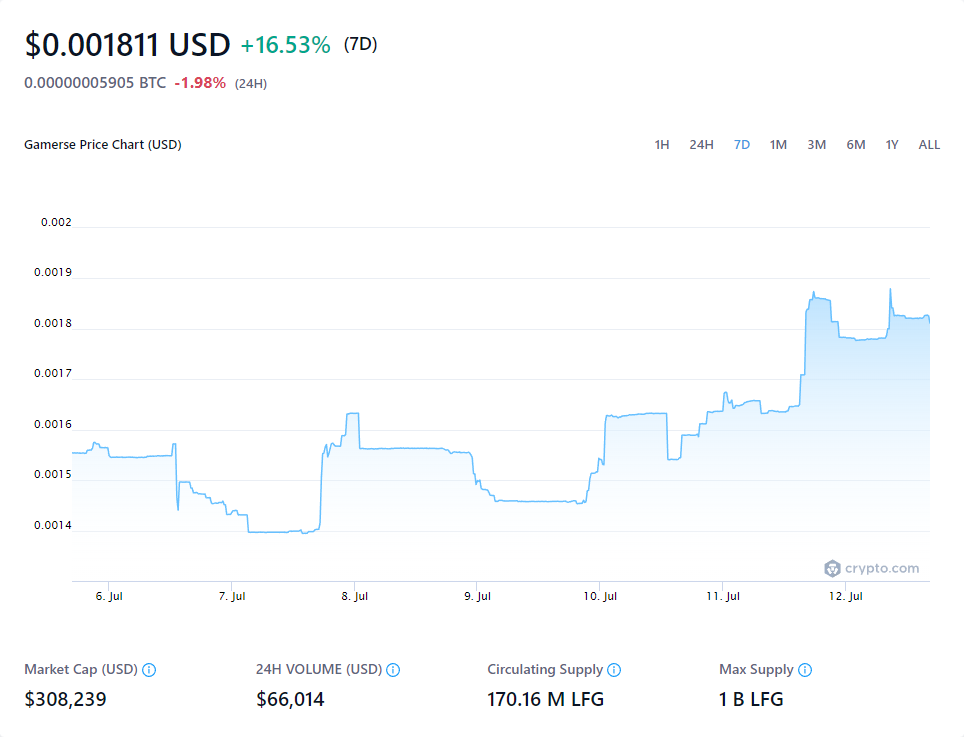 $0.001811 USD +16.53% (7D)
0.00000005905 BTC -1.98% (24H)
Gamerse Price Chart (USD) 1H 24H 7D 1M 3M 6M 1Y ALL
0.002
0.0019
0.0018
0.0017
0.0016
0.0015
0.0014
crypto.com
6. Jul 7. Jul 8. Jul 9. Jul 10. Jul 11. Jul 12. Jul
Market Cap (USD) 24H VOLUME (USD) Circulating Supply Max Supply
$308,239 $66,014 170.16 M LFG 1 B LFG